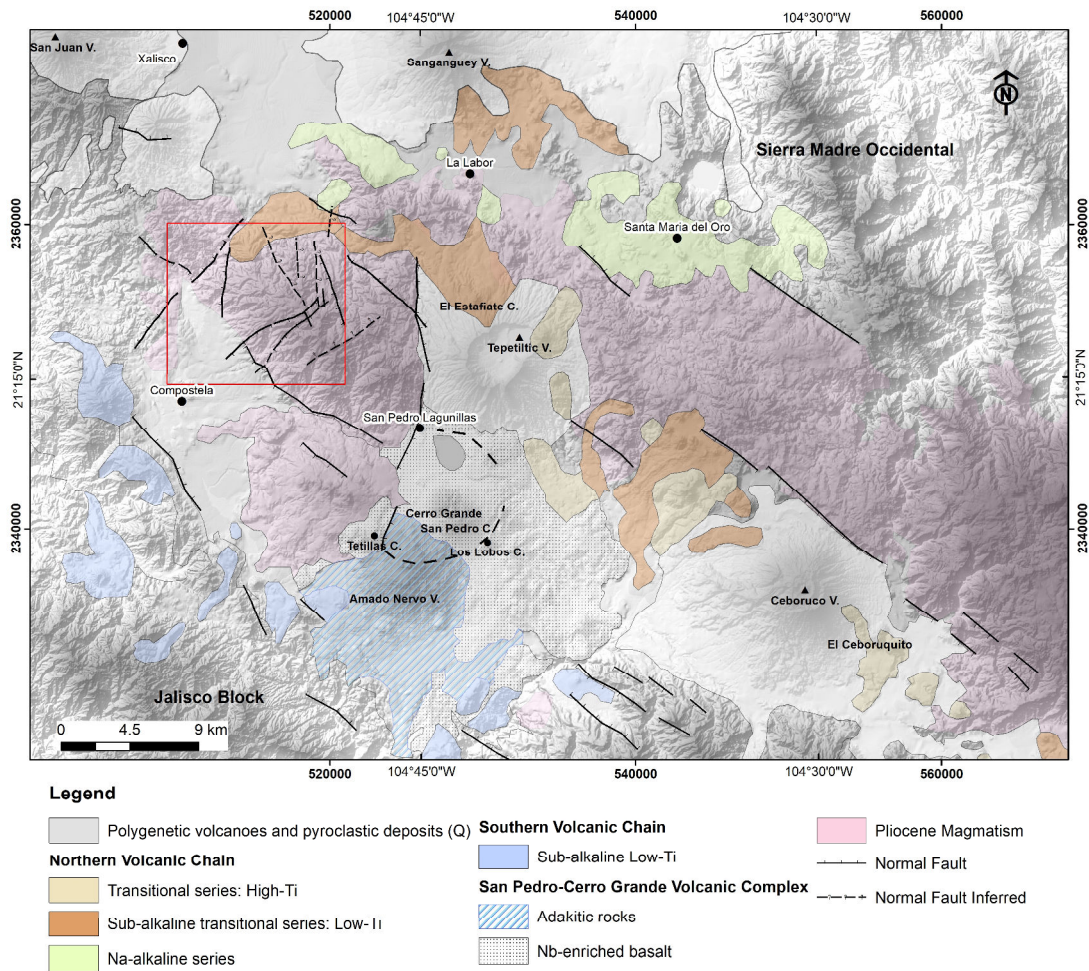 520000
104°45'0"W
540000
104°30'0"W
560000
San Juan V.
Xalisco
Sanganguey V.
N
La Labor
Sierra Madre Occidental
2360000
2360000
Santa Maria del Oro
El Estafiate C.
Tepetiltic V.
21°15'0"N
21°15'0"N
Compostela
San Pedro Lagunillas
2340000
2340000
Cerro Grande
San Pedro C.
Tetillas C.
Los Lobos C.
Amado Nervo V.
Ceboruco V.
El Ceboruquito
Jalisco Block
0 4.5 9 km
520000
104°45'0"W
540000
104°30'0"W
560000
Legend
Polygenetic volcanoes and pyroclastic deposits (Q)
Northern Volcanic Chain
Transitional series: High-Ti
Sub-alkaline transitional series: Low-Ti
Na-alkaline series
Southern Volcanic Chain
Sub-alkaline Low-Ti
San Pedro-Cerro Grande Volcanic Complex
Adakitic rocks
Nb-enriched basalt
Pliocene Magmatism
Normal Fault
Normal Fault Inferred